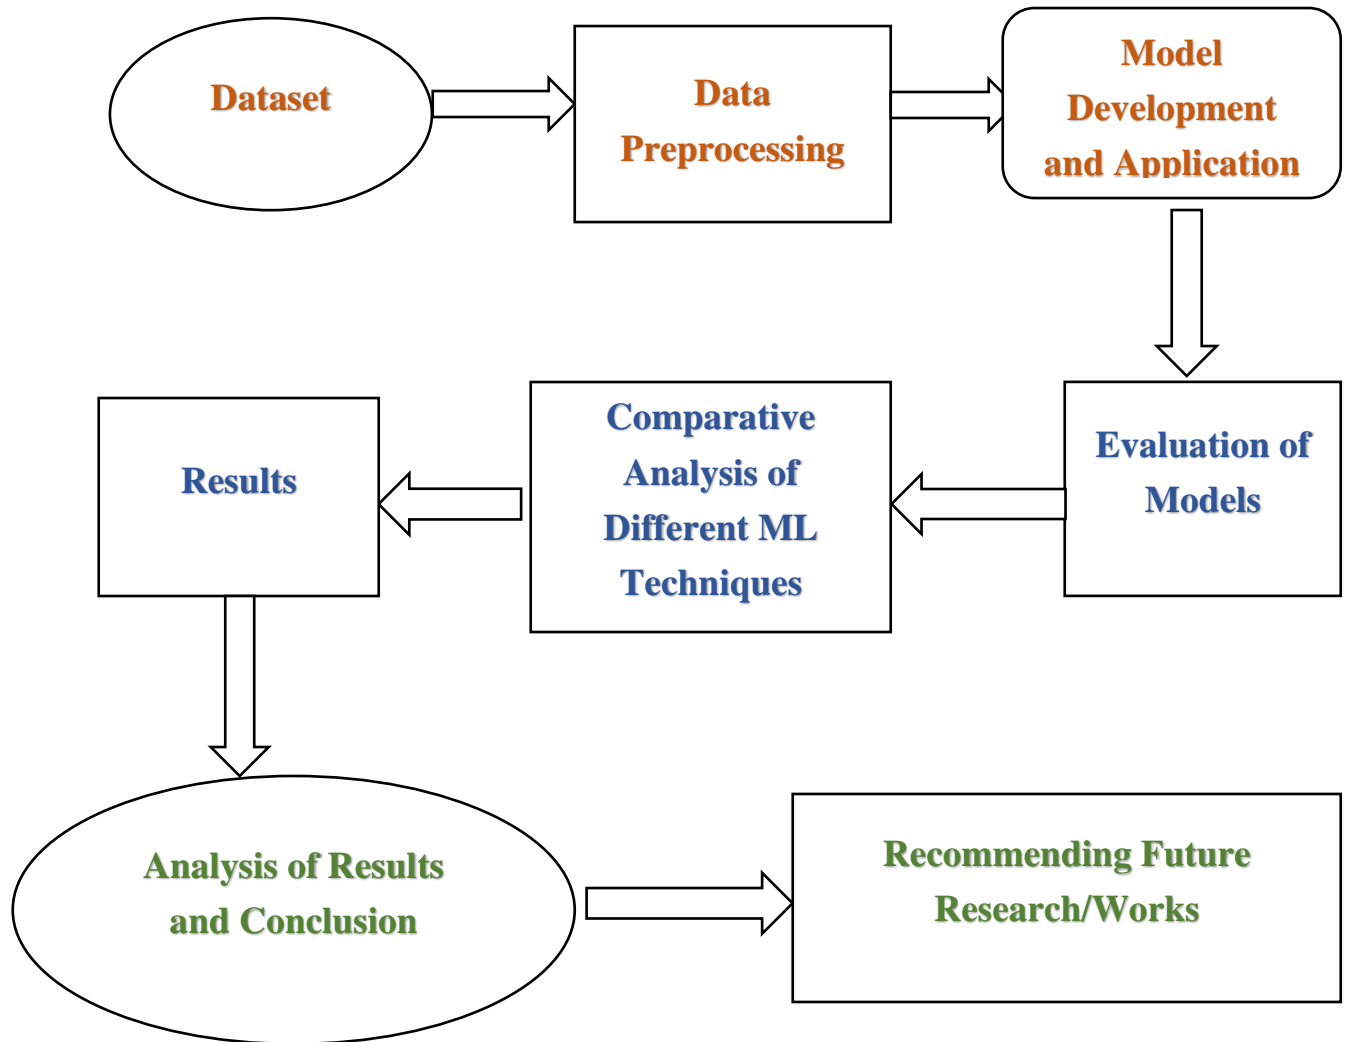 Dataset
Data
Preprocessing
Model
Development
and Application
Evaluation of
Models
Comparative
Analysis of
Different ML
Techniques
Results
Analysis of Results
and Conclusion
Recommending Future
Research/Works